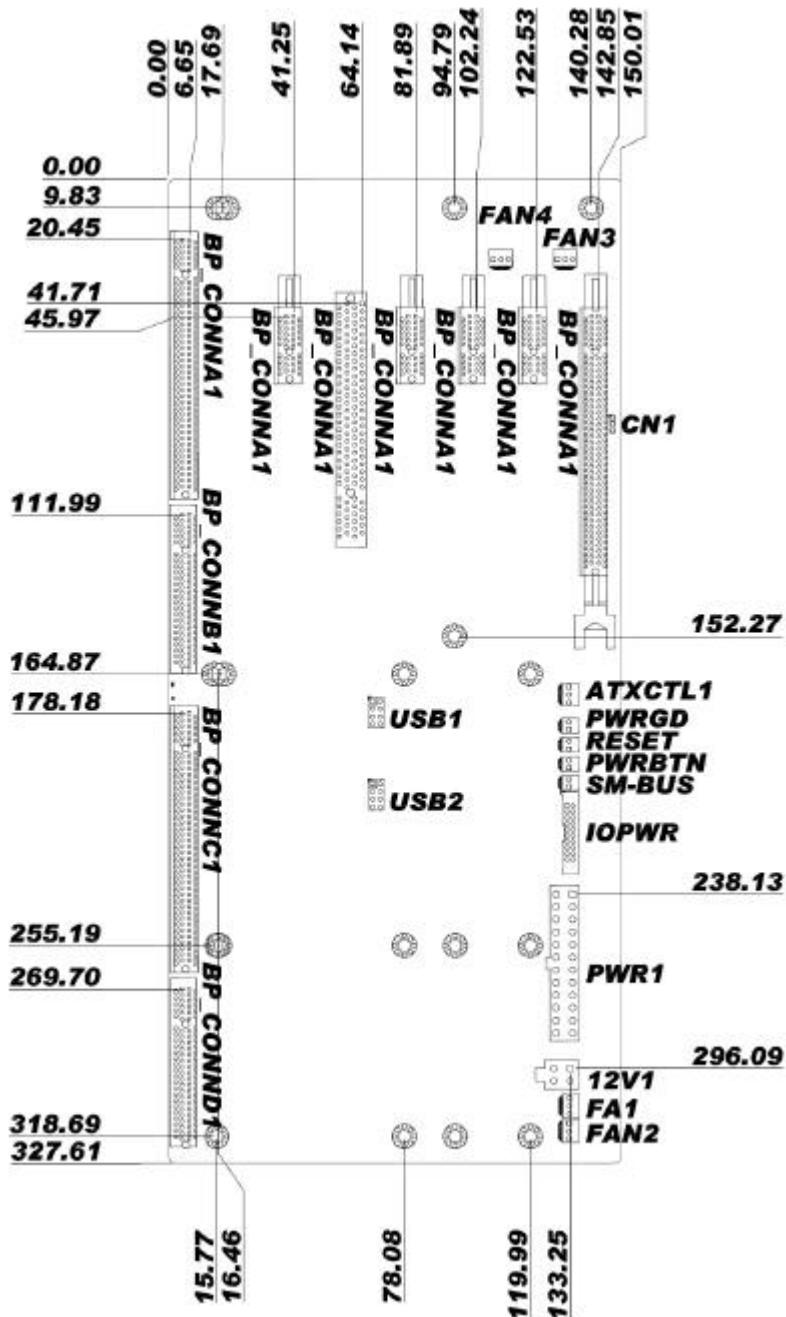 0.00
6.65
17.69
41.25
64.14
81.89
94.79
102.24
122.53
140.28
142.85
150.01
0.00
9.83
20.45
41.71
45.97
111.99
164.87
178.18
255.19
269.70
318.69
327.61
FAN4
FAN3
BP_CONNA1
BP_CONNA1
BP_CONNA1
BP_CONNA1
BP_CONNA1
BP_CONNA1
BP_CONNA1
CN1
BP_CONNB1
152.27
ATXCTL1
PWRGD
RESET
PWRBTN
SM-BUS
IOPWR
USB1
USB2
BP_CONNC1
238.13
PWR1
BP_CONND1
296.09
12V1
FA1
FAN2
15.77
16.46
78.08
119.99
133.25